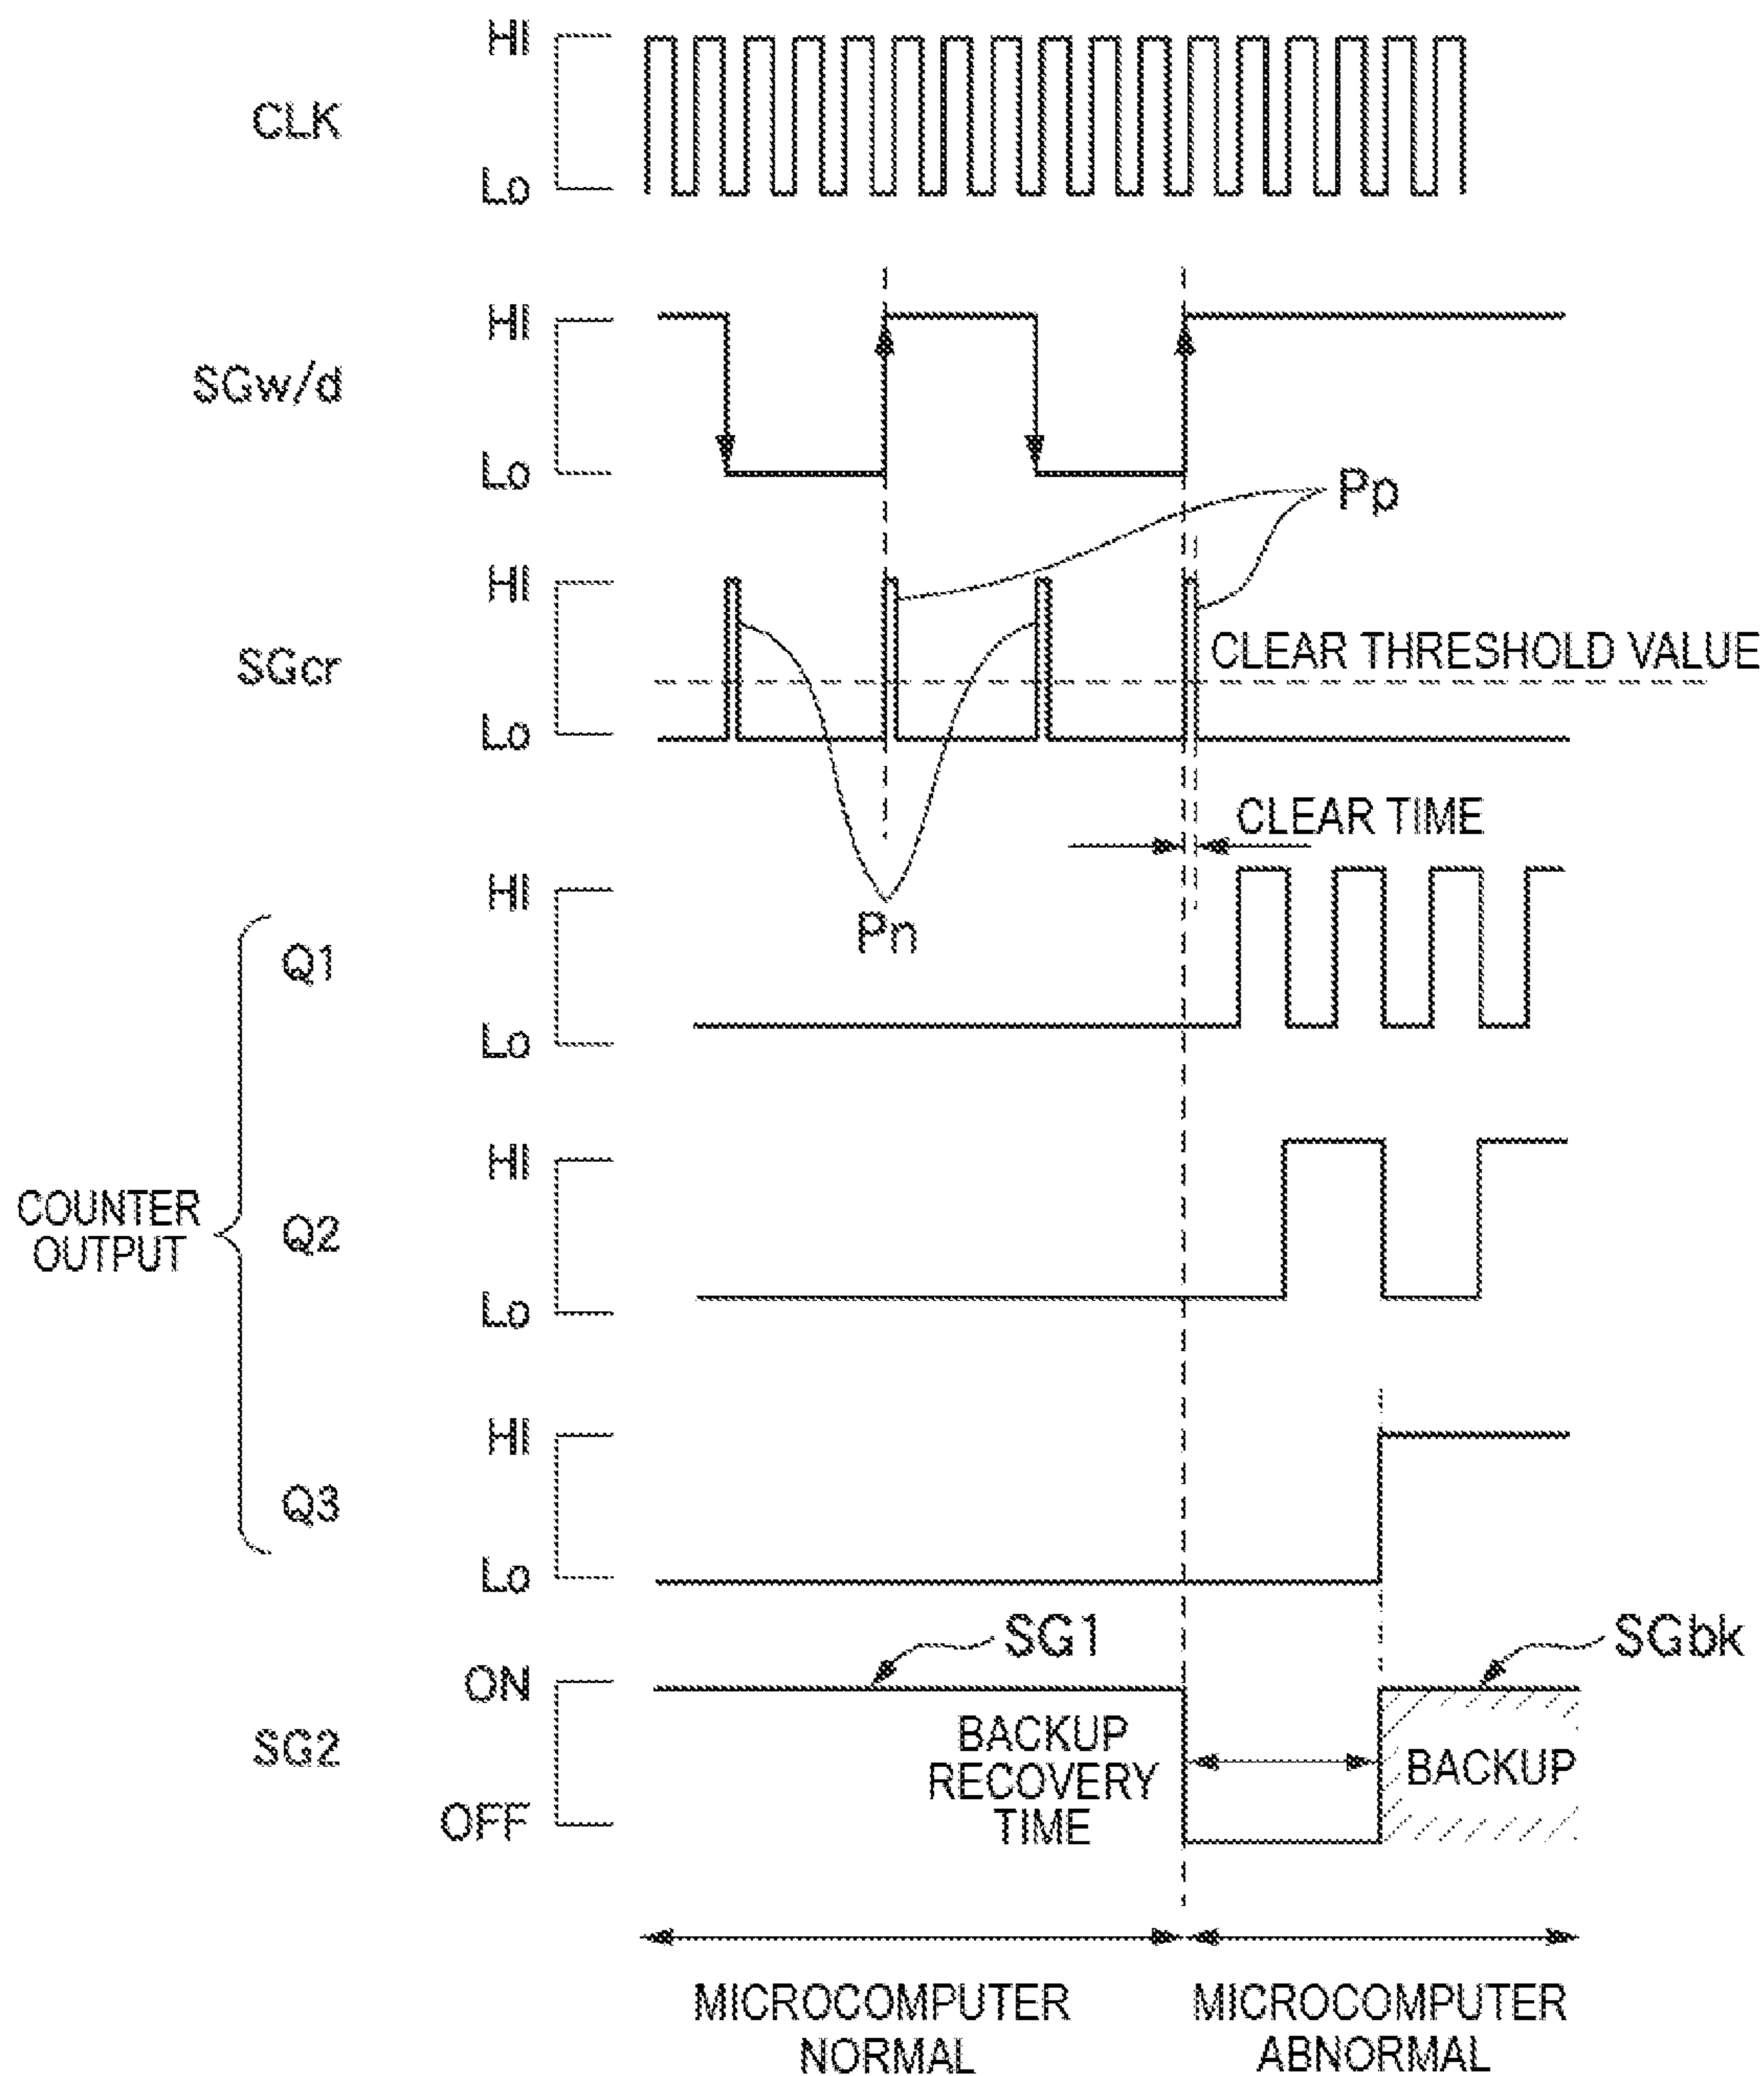 HI
CLK
Lo
HI
SGw/d
Lo
Pp
HI
SGcr
CLEAR THRESHOLD VALUE
Lo
CLEAR TIME
HI
Pn
Q1
Lo
HI
COUNTER
OUTPUT
Q2
Lo
HI
Q3
Lo
SG1
SGbk
ON
SG2
BACKUP
RECOVERY
TIME
BACKUP
OFF
MICROCOMPUTER
NORMAL
MICROCOMPUTER
ABNORMAL